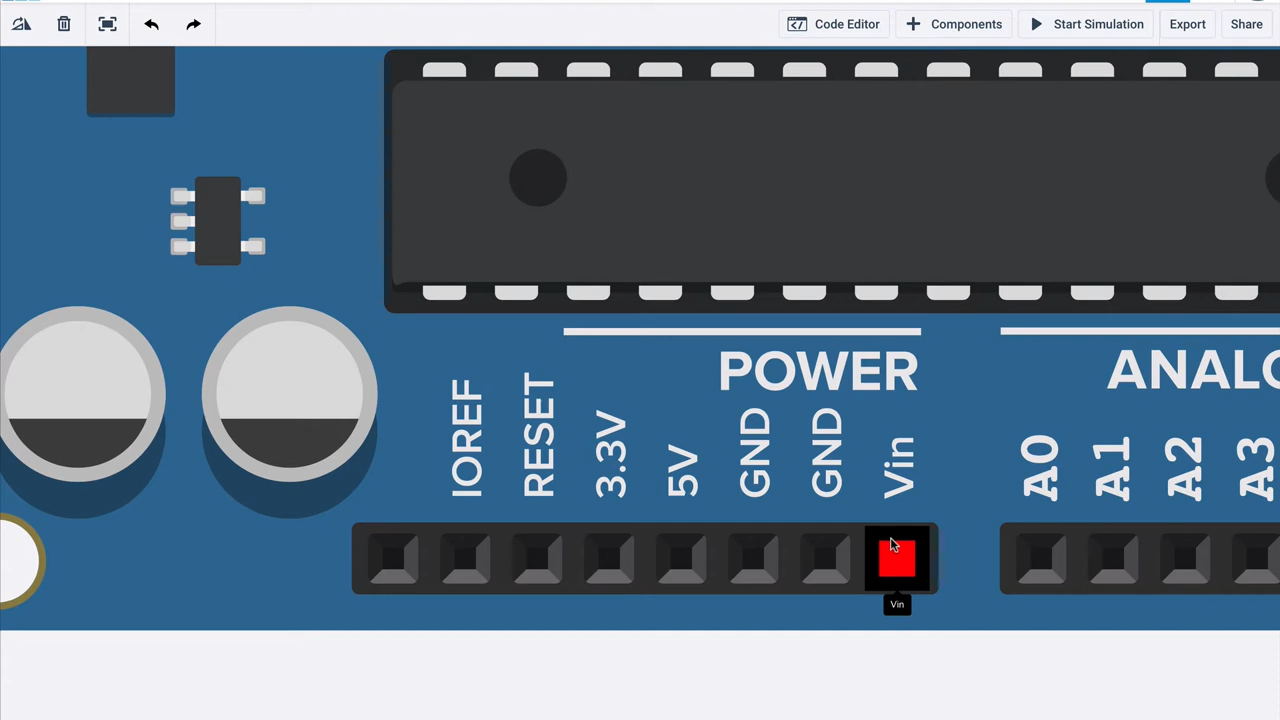 Code Editor
Components
Start Simulation
Export
Share
POWER
IOREF
RESET
3.3V
5V
GND
GND
Vin
A0
A1
A2
A3
Vin